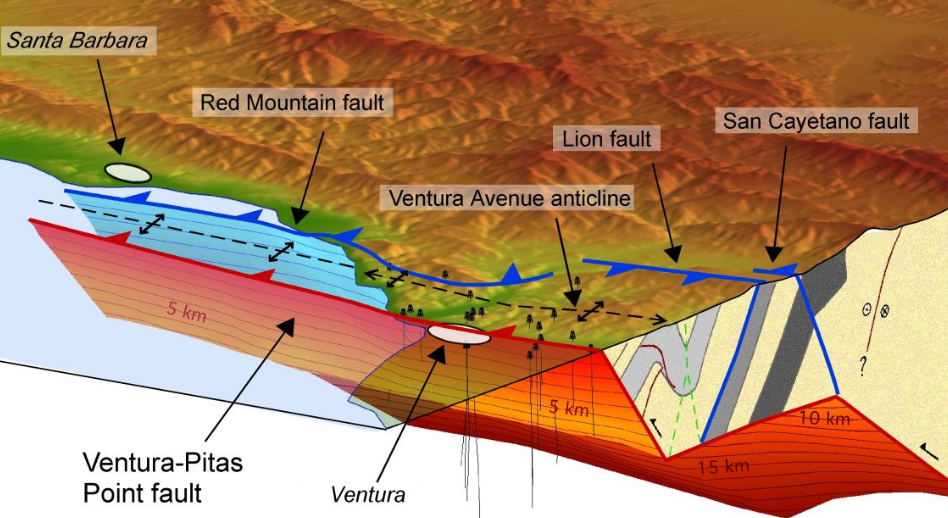 Santa Barbara
Red Mountain fault
San Cayetano fault
Lion fault
Ventura Avenue anticline
5 km
5 km
10 km
?
15 km
Ventura-Pitas
Point fault
Ventura